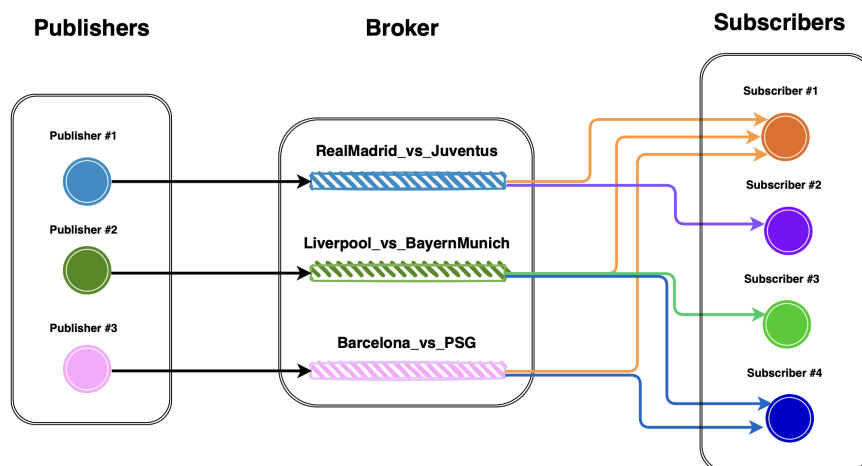 Publishers
Broker
Subscribers
Publisher #1
Publisher #2
Publisher #3
RealMadrid_vs_Juventus
Liverpool_vs_BayernMunich
Barcelona_vs_PSG
Subscriber #1
Subscriber #2
Subscriber #3
Subscriber #4